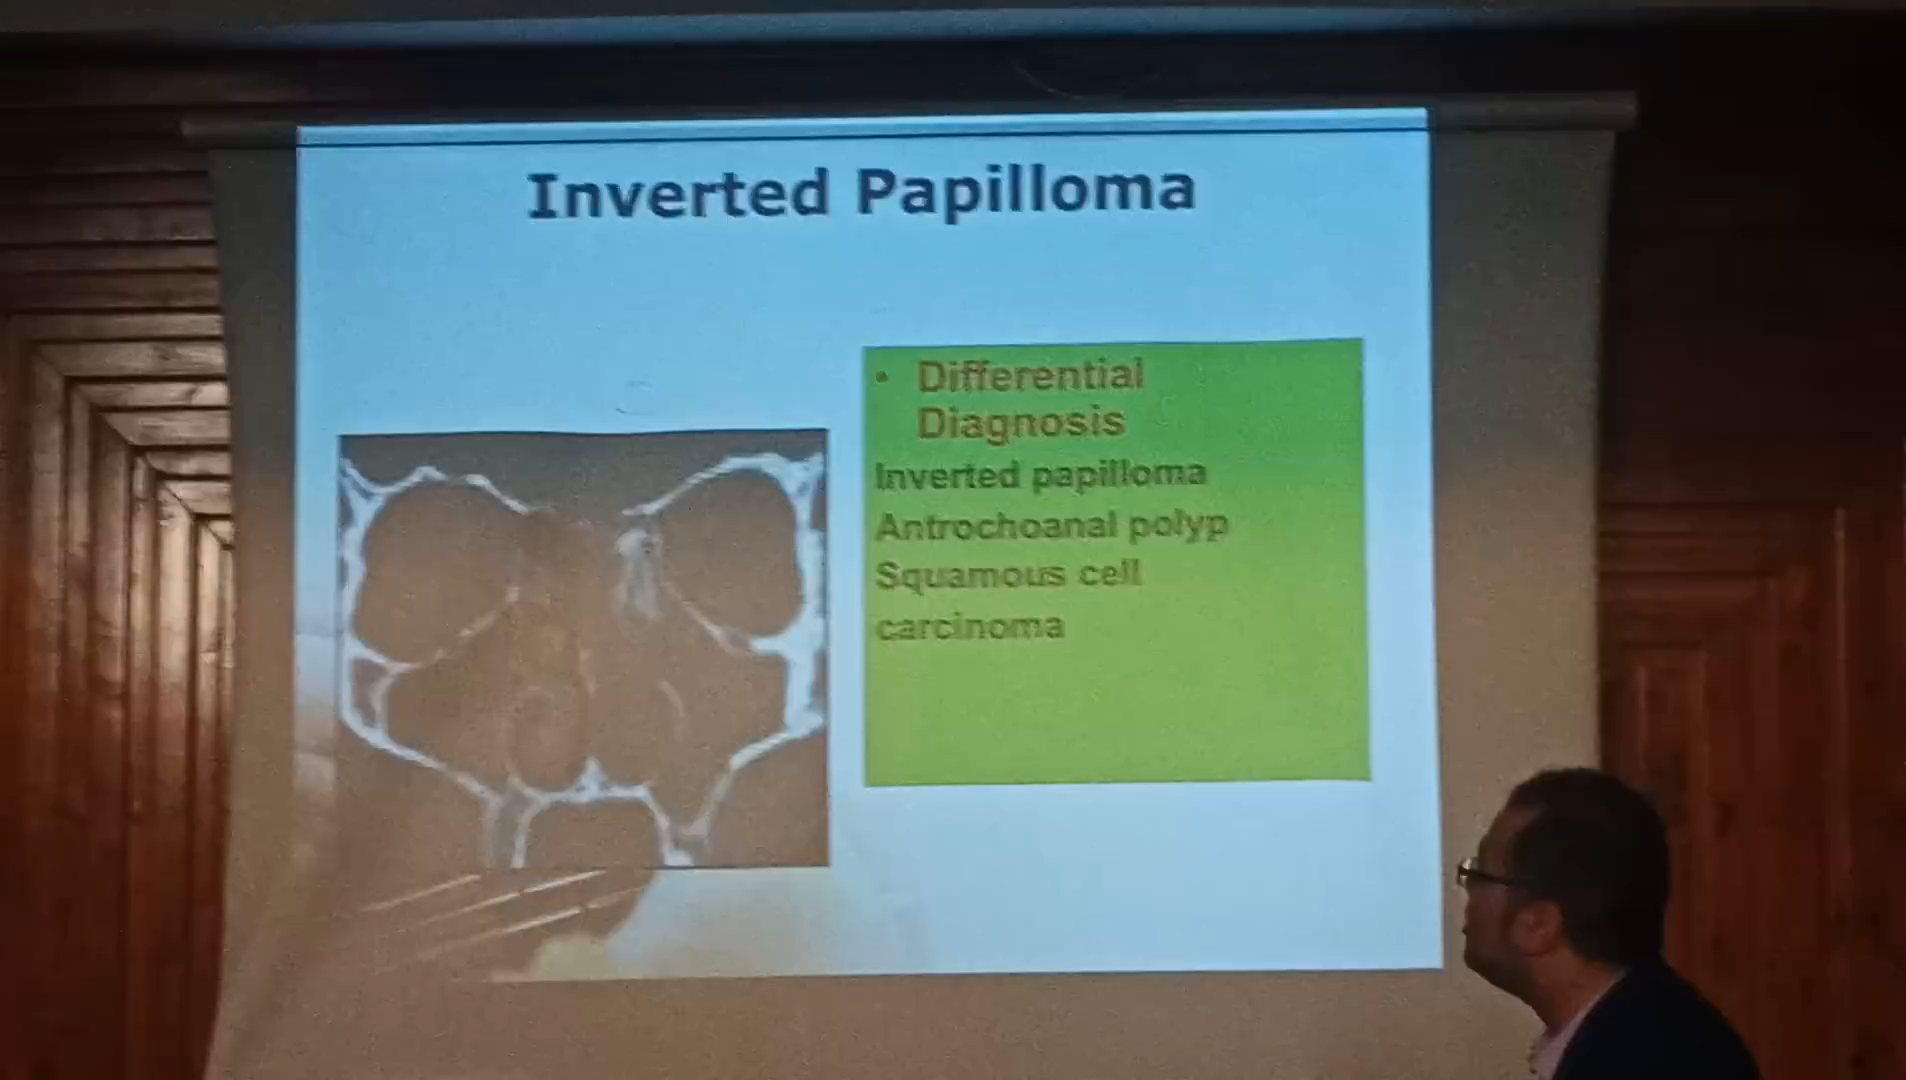 Inverted Papilloma
• Differential
Diagnosis
Inverted papilloma
Antrochoanal polyp
Squamous cell
carcinoma